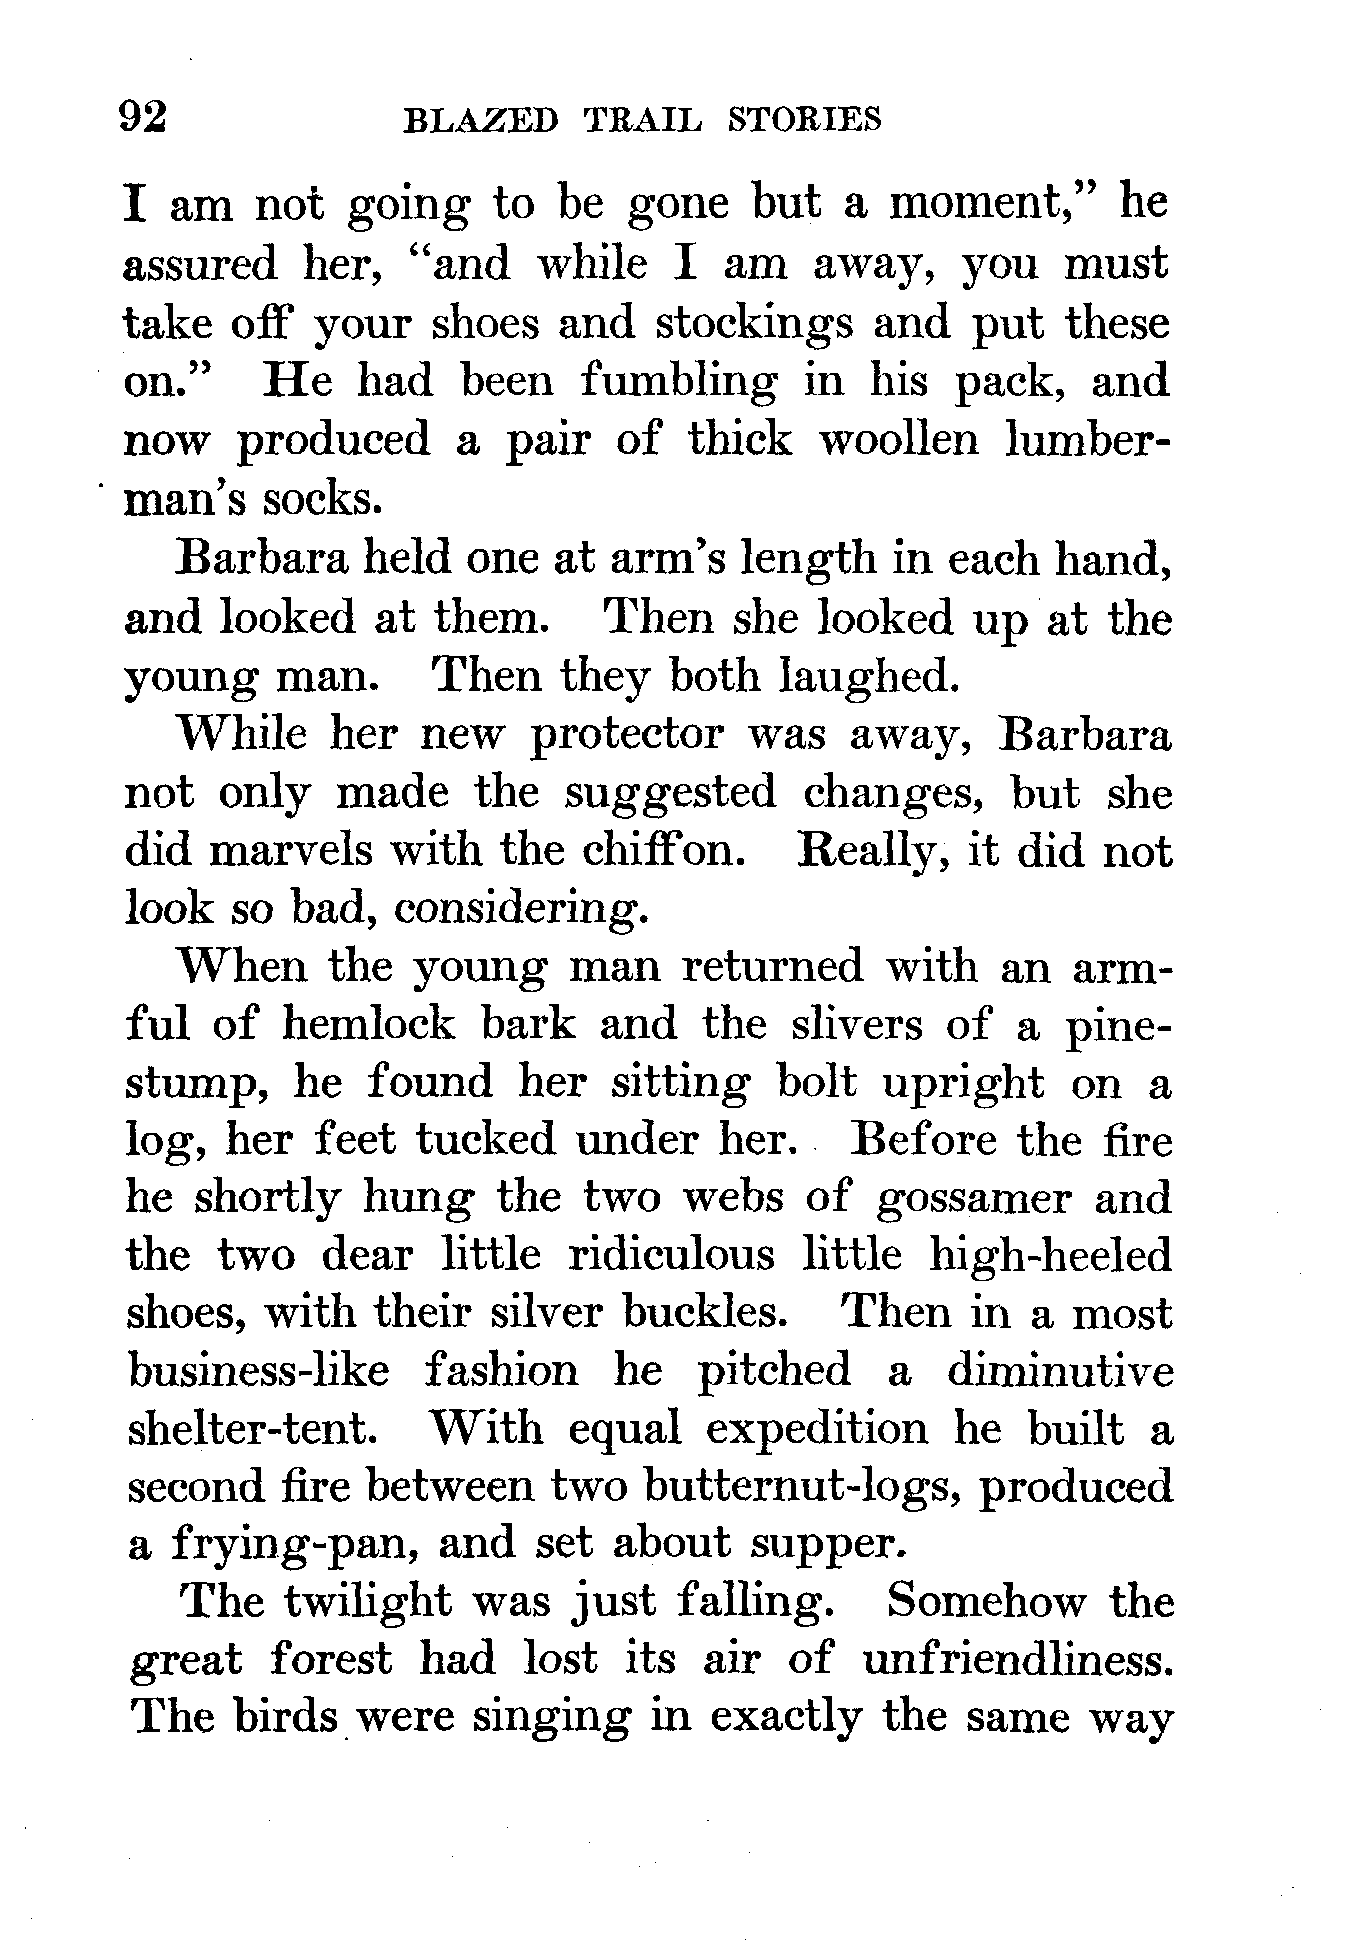 92 BLAZED TRAIL STORIES
I am not going to be gone but a moment,” he
assured her, “and while I am away, you must
take off your shoes and stockings and put these
on.” He had been fumbling in his pack, and
now produced a pair of thick woollen lumber-
man’s socks.
Barbara held one at arm’s length in each hand,
and looked at them. Then she looked up at the
young man. Then they both laughed.
While her new protector was away, Barbara
not only made the suggested changes, but she
did marvels with the chiffon. Really, it did not
look so bad, considering.
When the young man returned with an arm-
ful of hemlock bark and the slivers of a pine-
stump, he found her sitting bolt upright on a
log, her feet tucked under her. Before the fire
he shortly hung the two webs of gossamer and
the two dear little ridiculous little high-heeled
shoes, with their silver buckles. Then in a most
business-like fashion he pitched a diminutive
shelter-tent. With equal expedition he built a
second fire between two butternut-logs, produced
a frying-pan, and set about supper.
The twilight was just falling. Somehow the
great forest had lost its air of unfriendliness.
The birds were singing in exactly the same way